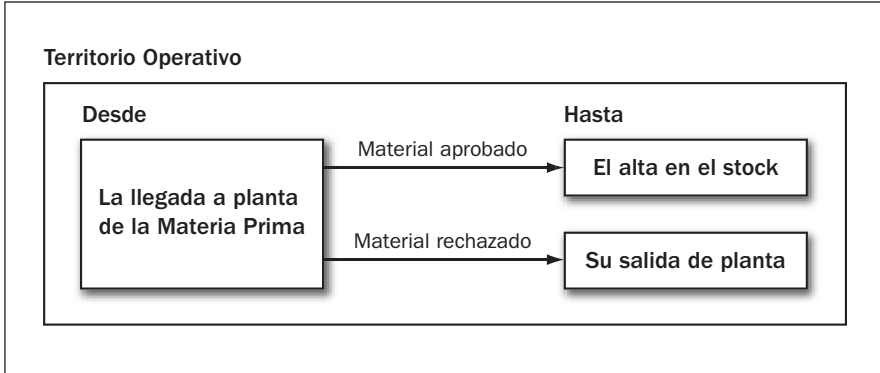 Territorio Operativo
Desde
Hasta
La llegada a planta
de la Materia Prima
Material aprobado
El alta en el stock
Material rechazado
Su salida de planta